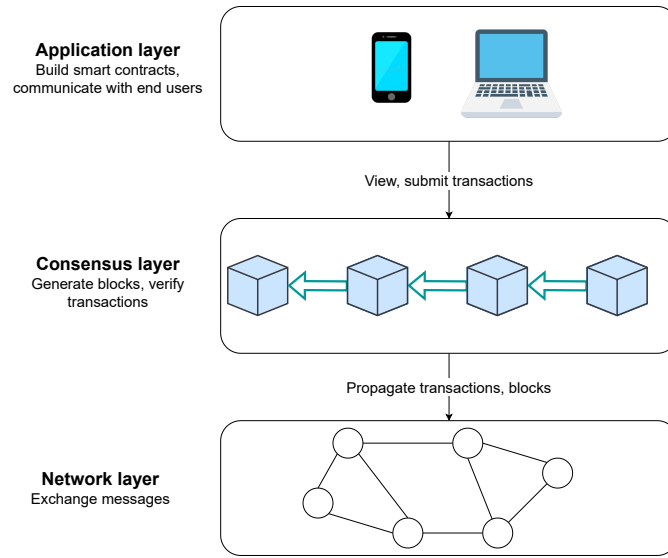 Application layer
Build smart contracts,
communicate with end users
View, submit transactions
Consensus layer
Generate blocks, verify
transactions
Propagate transactions, blocks
Network layer
Exchange messages